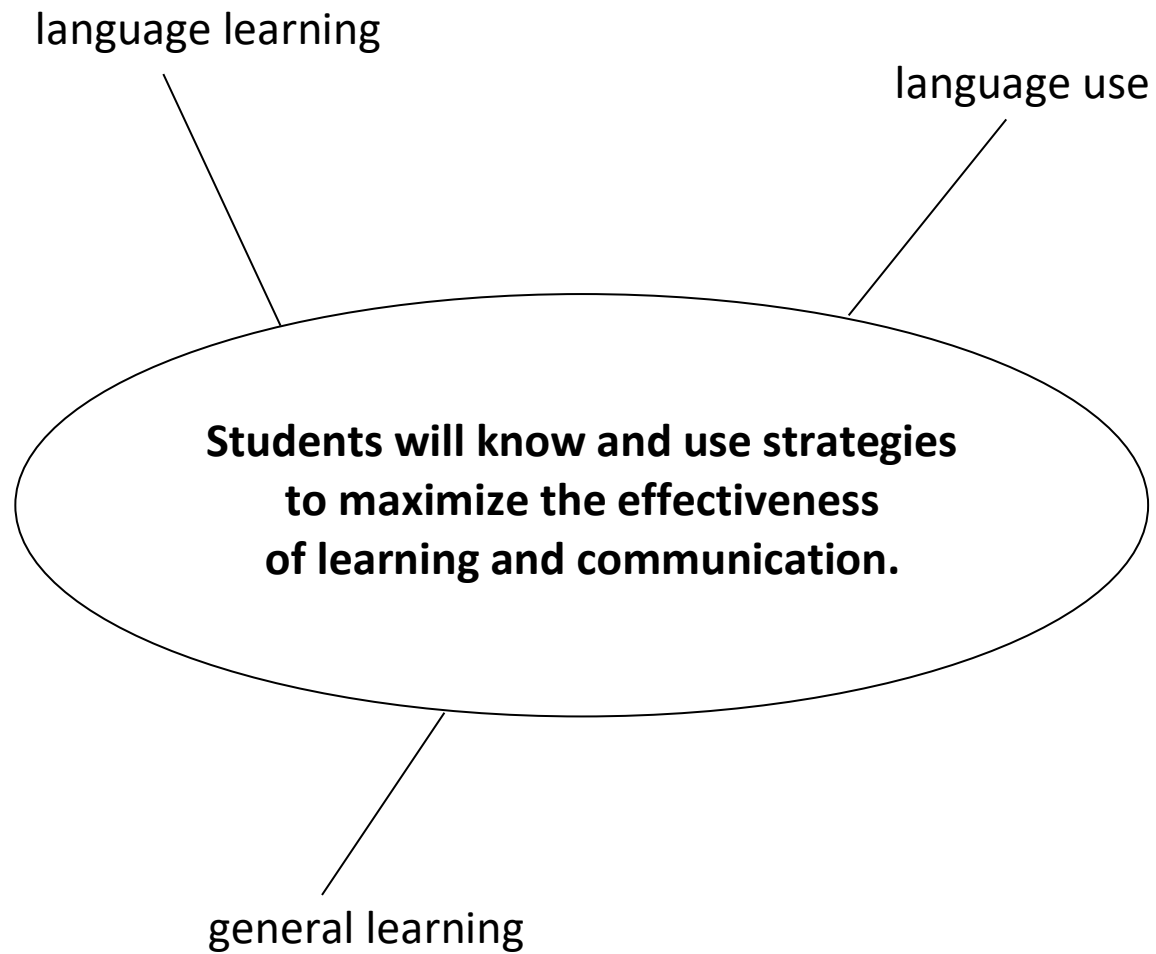 language learning
language use
Students will know and use strategies
to maximize the effectiveness
of learning and communication.
general learning